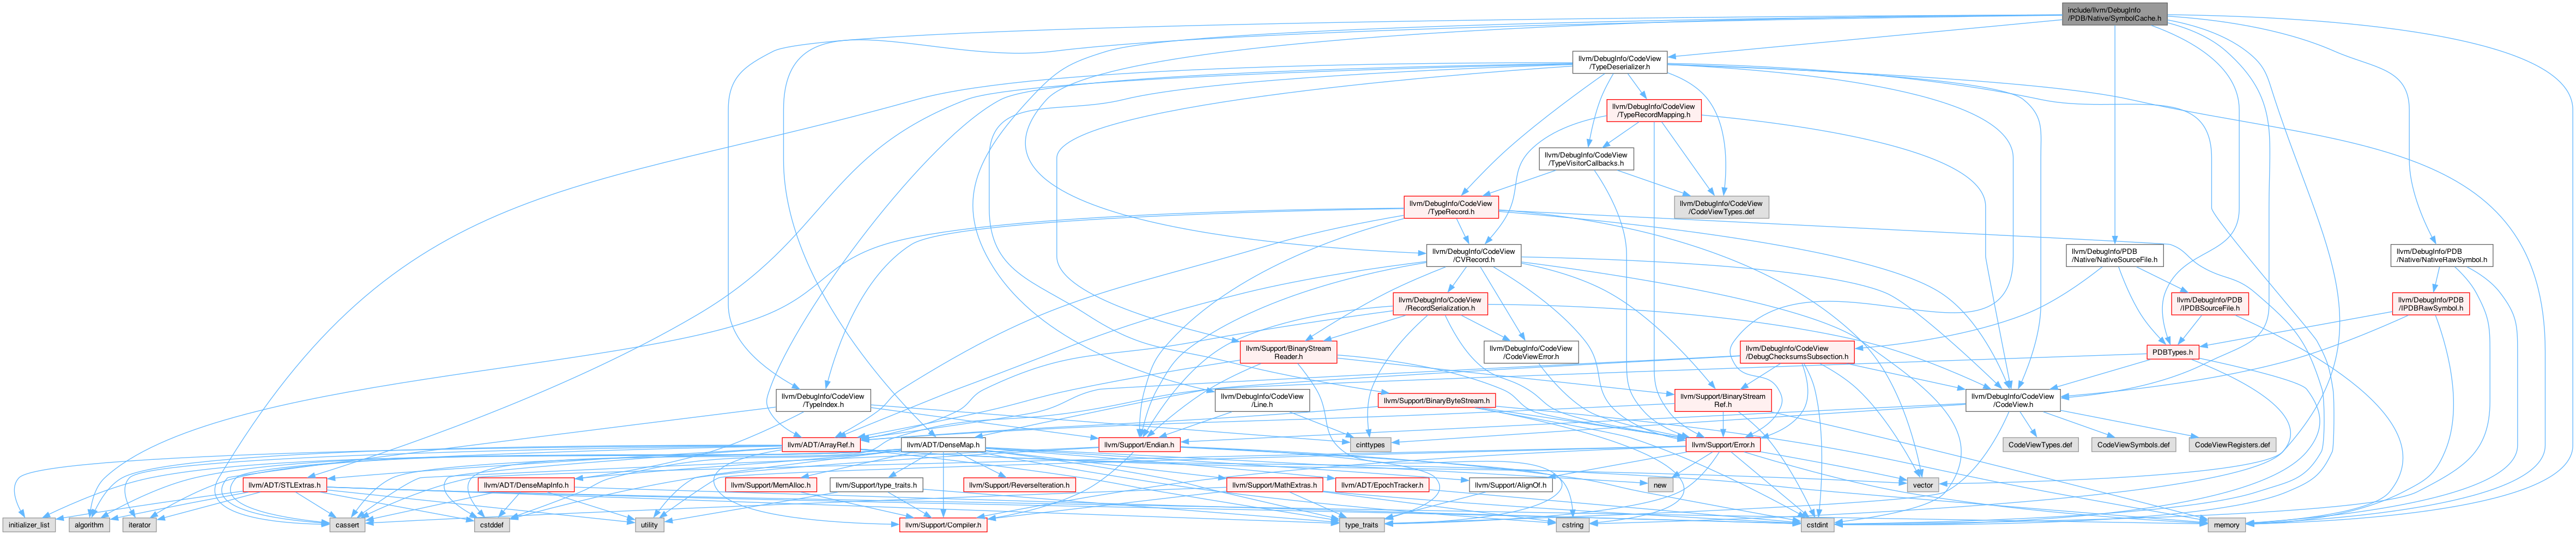 include/llvm/DebugInfo
/PDB/Native/SymbolCache.h
llvm/DebugInfo/CodeView
/TypeDeserializer.h
llvm/DebugInfo/CodeView
/TypeRecordMapping.h
llvm/DebugInfo/CodeView
/TypeVisitorCallbacks.h
llvm/DebugInfo/CodeView
/TypeRecord.h
llvm/DebugInfo/CodeView
/CodeViewTypes.def
llvm/DebugInfo/CodeView
/CVRecord.h
llvm/DebugInfo/PDB
/Native/NativeSourceFile.h
llvm/DebugInfo/PDB
/Native/NativeRawSymbol.h
llvm/DebugInfo/CodeView
/RecordSerialization.h
llvm/DebugInfo/PDB
/IPDBSourceFile.h
llvm/DebugInfo/PDB
/IPDBRawSymbol.h
llvm/Support/BinaryStream
Reader.h
llvm/DebugInfo/CodeView
/CodeViewError.h
llvm/DebugInfo/CodeView
/DebugChecksumsSubsection.h
PDBTypes.h
llvm/DebugInfo/CodeView
/TypeIndex.h
llvm/DebugInfo/CodeView
/Line.h
llvm/Support/BinaryByteStream.h
llvm/Support/BinaryStream
Ref.h
llvm/DebugInfo/CodeView
/CodeView.h
llvm/ADT/ArrayRef.h
llvm/ADT/DenseMap.h
llvm/Support/Endian.h
cinttypes
llvm/Support/Error.h
CodeViewTypes.def
CodeViewSymbols.def
CodeViewRegisters.def
llvm/ADT/STLExtras.h
llvm/ADT/DenseMapInfo.h
llvm/Support/MemAlloc.h
llvm/Support/type_traits.h
llvm/Support/ReverseIteration.h
llvm/Support/MathExtras.h
llvm/ADT/EpochTracker.h
llvm/Support/AlignOf.h
new
vector
initializer_list
algorithm
iterator
cassert
cstddef
utility
llvm/Support/Compiler.h
type_traits
cstring
cstdint
memory